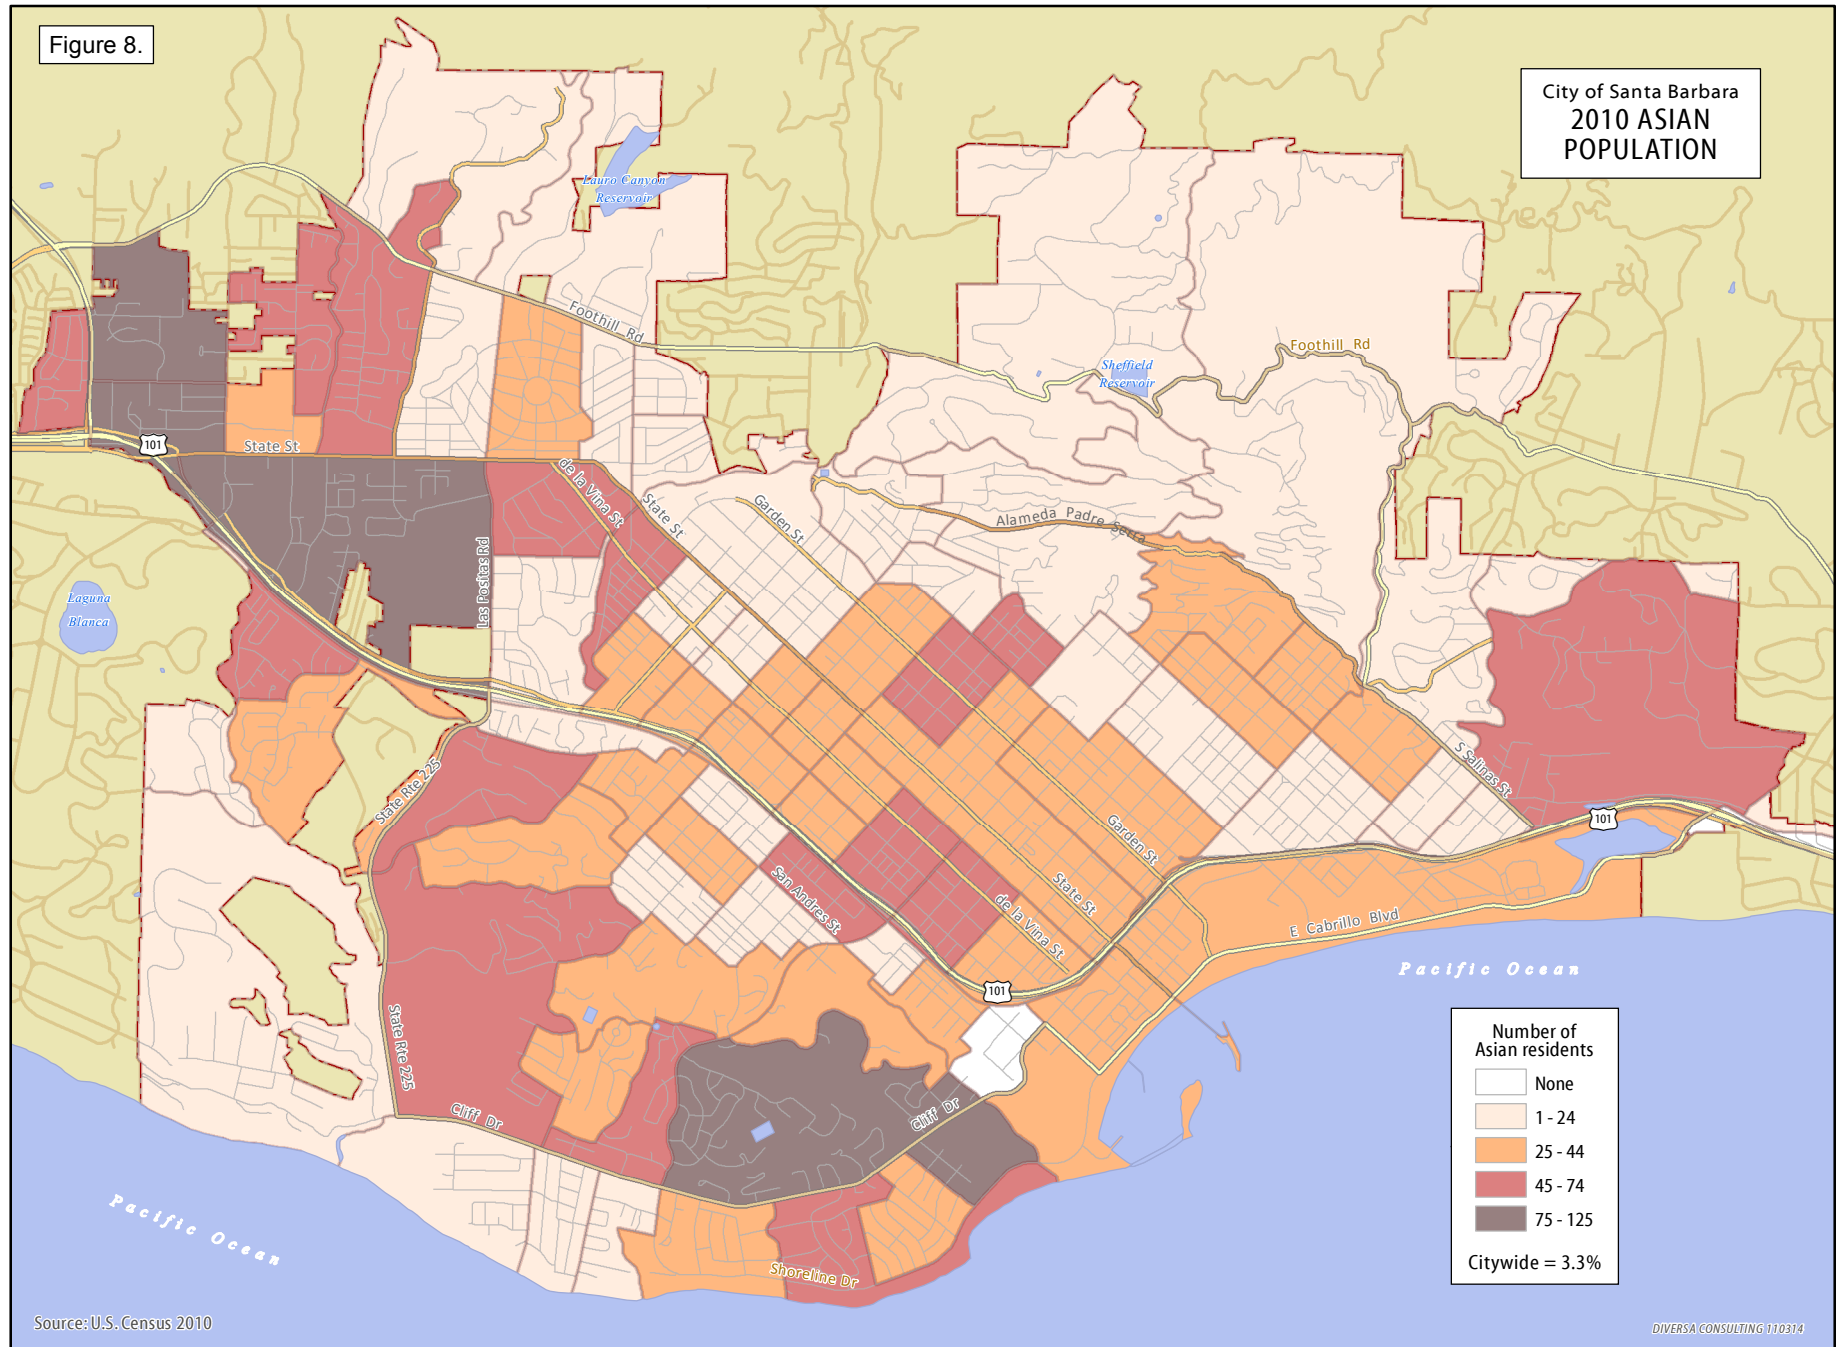 Figure 8.
City of Santa Barbara
2010 ASIAN
POPULATION
Lauro Canyon
Reservoir
Foothill Rd
Foothill Rd
Sheffield
Reservoir
101
State St
de la Vina St
State St
Garden St
Alameda Padre Serra
Las Positas Rd
Laguna
Blanca
State Rte 225
S Salinas St
101
Garden St
San Andres St
State St
de la Vina St
E Cabrillo Blvd
Pacific Ocean
101
State Rte 225
Cliff Dr
Cliff Dr
Shoreline Dr
Pacific Ocean
Number of
Asian residents
None
1 - 24
25 - 44
45 - 74
75 - 125
Citywide = 3.3%
Source: U.S. Census 2010
DIVERSA CONSULTING 110314